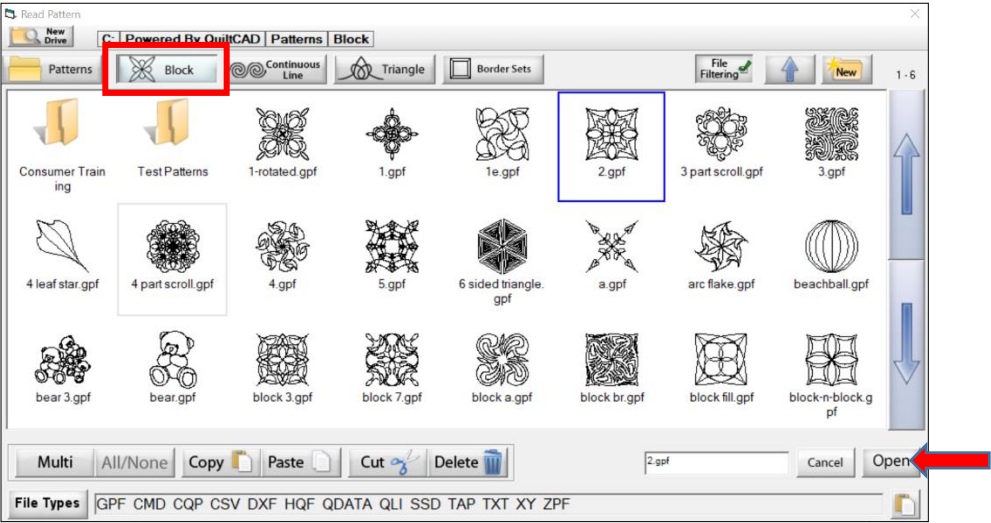 Read Pattern
New
Drive
C: Powered By QuiltCAD Patterns Block
Patterns Block Continuous
Line Triangle Border Sets File
Filtering New 1 - 6
Consumer Train
ing Test Patterns 1-rotated.gpf 1.gpf 1e.gpf 2.gpf 3 part scroll.gpf 3.gpf
4 leaf star.gpf 4 part scroll.gpf 4.gpf 5.gpf 6 sided triangle.
gpf a.gpf arc flake.gpf beachball.gpf
bear 3.gpf bear.gpf block 3.gpf block 7.gpf block a.gpf block br.gpf block fill.gpf block-n-block.g
pf
Multi All/None Copy Paste Cut Delete 2.gpf Cancel Open
File Types GPF CMD CQP CSV DXF HQF QDATA QLI SSD TAP TXT XY ZPF